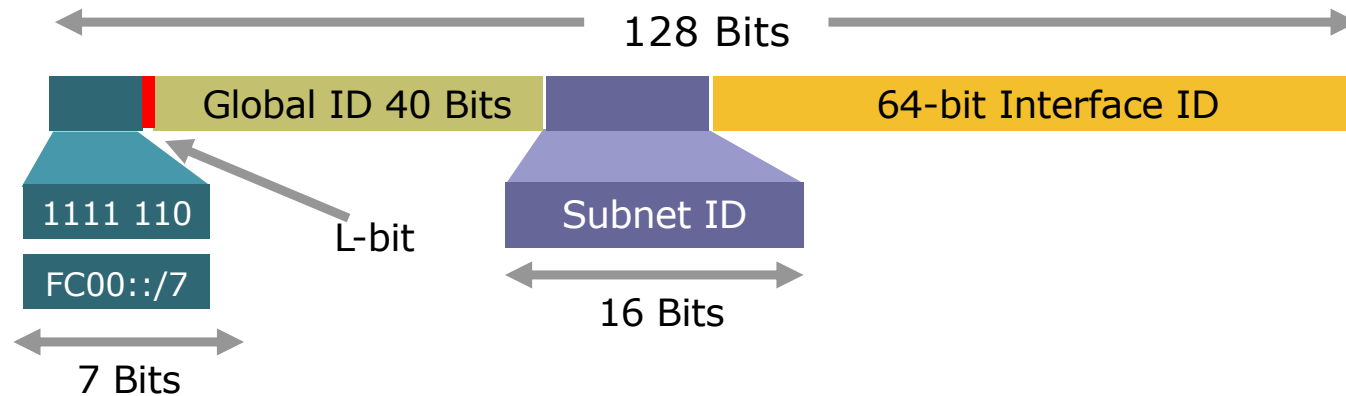 128 Bits
Global ID 40 Bits
64-bit Interface ID
1111 110
L-bit
Subnet ID
FC00::/7
16 Bits
7 Bits